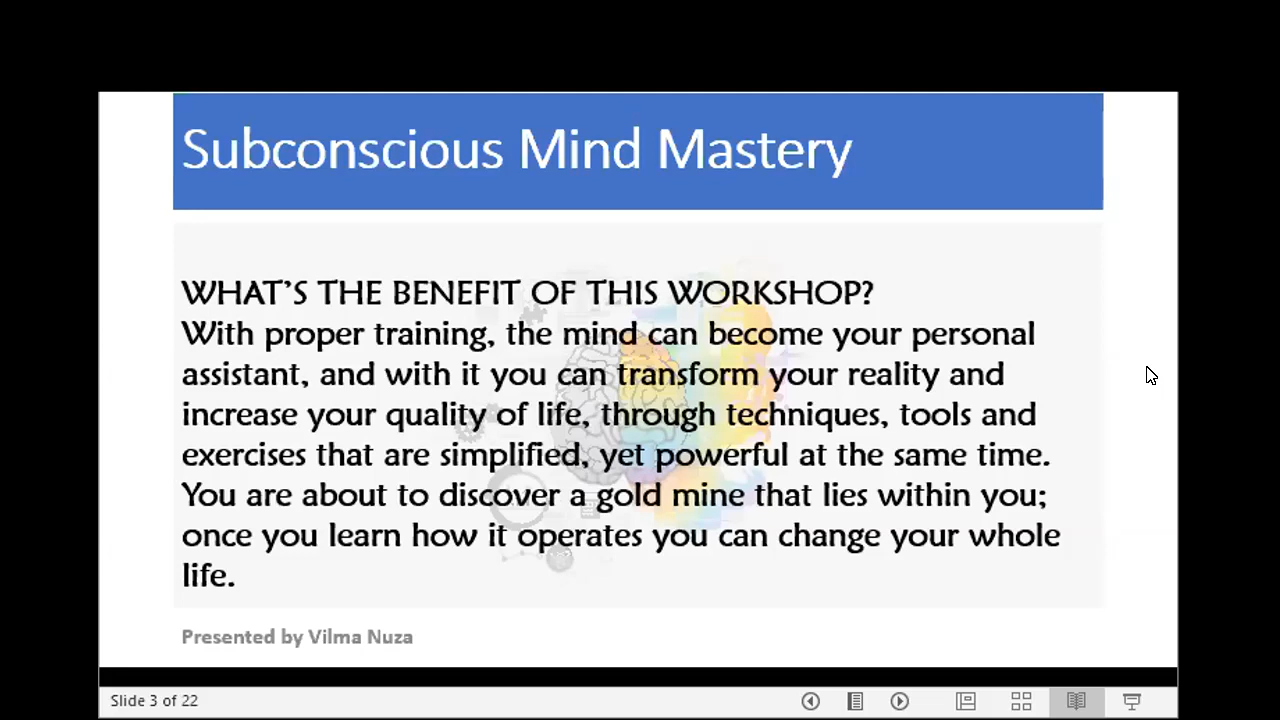 Subconscious Mind Mastery
WHAT'S THE BENEFIT OF THIS WORKSHOP?
With proper training, the mind can become your personal
assistant, and with it you can transform your reality and
increase your quality of life, through techniques, tools and
exercises that are simplified, yet powerful at the same time.
You are about to discover a gold mine that lies within you;
once you learn how it operates you can change your whole
life.
Presented by Vilma Nuza
Slide 3 of 22